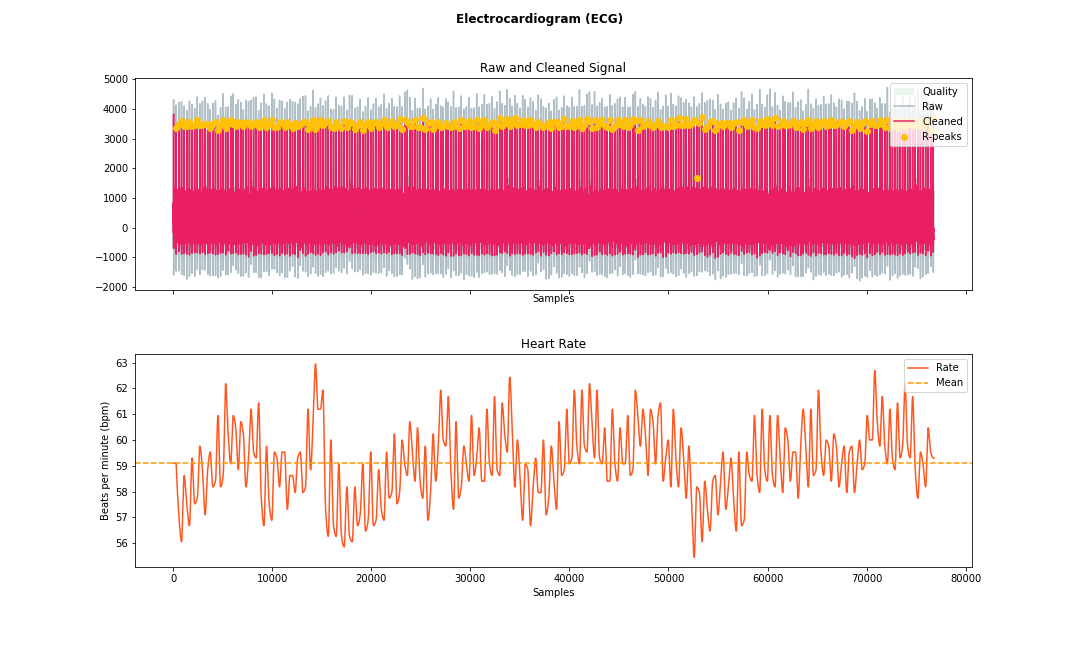 Electrocardiogram (ECG)
Raw and Cleaned Signal
5000
4000
3000
2000
1000
0
−1000
−2000
Quality
Raw
Cleaned
R-peaks
Samples
Heart Rate
63
62
61
60
59
58
57
56
Beats per minute (bpm)
Rate
Mean
0 10000 20000 30000 40000 50000 60000 70000 80000
Samples